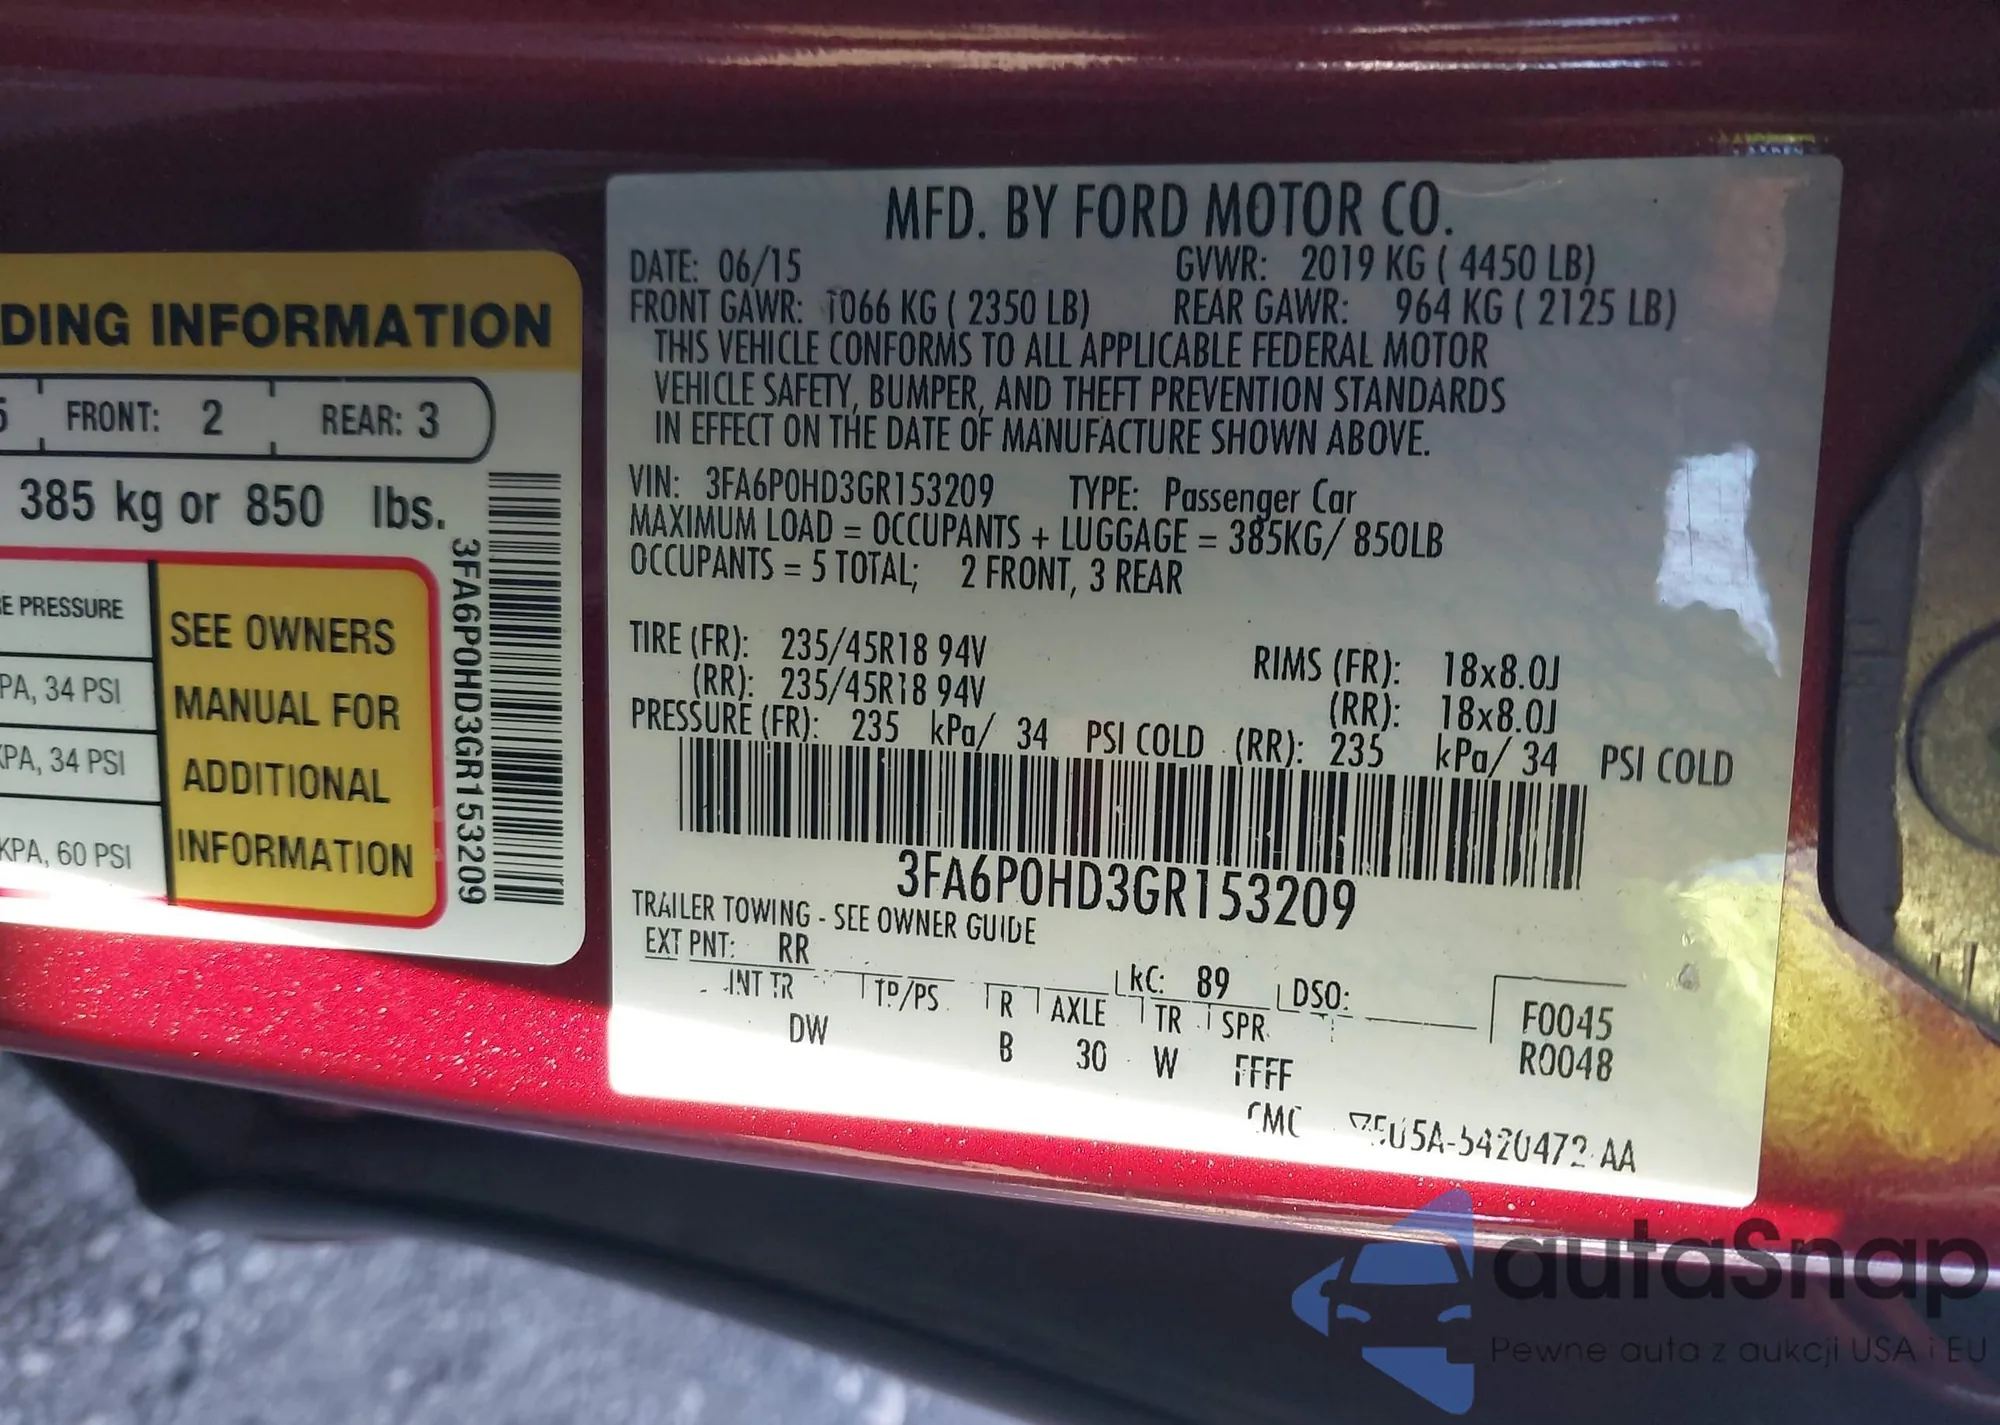 DING INFORMATION
FRONT: 2 REAR: 3
385 kg or 850 lbs.
E PRESSURE
PA, 34 PSI
KPA, 34 PSI
KPA, 60 PSI
SEE OWNERS
MANUAL FOR
ADDITIONAL
INFORMATION
3FA6P0HD3GR153209
MFD. BY FORD MOTOR CO.
DATE: 06/15 GVWR: 2019 KG ( 4450 LB)
FRONT GAWR: 1066 KG ( 2350 LB) REAR GAWR: 964 KG ( 2125 LB)
THIS VEHICLE CONFORMS TO ALL APPLICABLE FEDERAL MOTOR
VEHICLE SAFETY, BUMPER, AND THEFT PREVENTION STANDARDS
IN EFFECT ON THE DATE OF MANUFACTURE SHOWN ABOVE.
VIN: 3FA6P0HD3GR153209 TYPE: Passenger Car
MAXIMUM LOAD = OCCUPANTS + LUGGAGE = 385KG/ 850LB
OCCUPANTS = 5 TOTAL; 2 FRONT, 3 REAR
TIRE (FR): 235/45R18 94V RIMS (FR): 18x8.0J
(RR): 235/45R18 94V (RR): 18x8.0J
PRESSURE (FR): 235 kPa/ 34 PSI COLD (RR): 235 kPa/ 34 PSI COLD
3FA6P0HD3GR153209
TRAILER TOWING - SEE OWNER GUIDE
EXT PNT: RR RC: 89 DSO:
INT TR TP/PS R AXLE TR SPR F0045
DW B 30 W FFFF R0048
autaSnap
Pewne auta z aukcji USA i EU